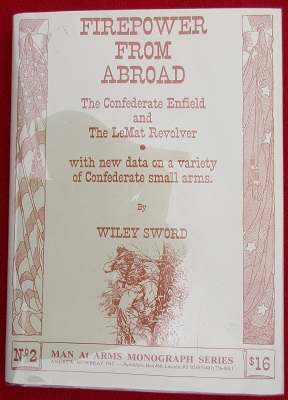 FIREPOWER
FROM
ABROAD
The Confederate Enfield
and
The LeMat Revolver
•
with new data on a variety
of Confederate small arms.
By
WILEY SWORD
Nº2
MAN At ARMS MONOGRAPH SERIES
$16